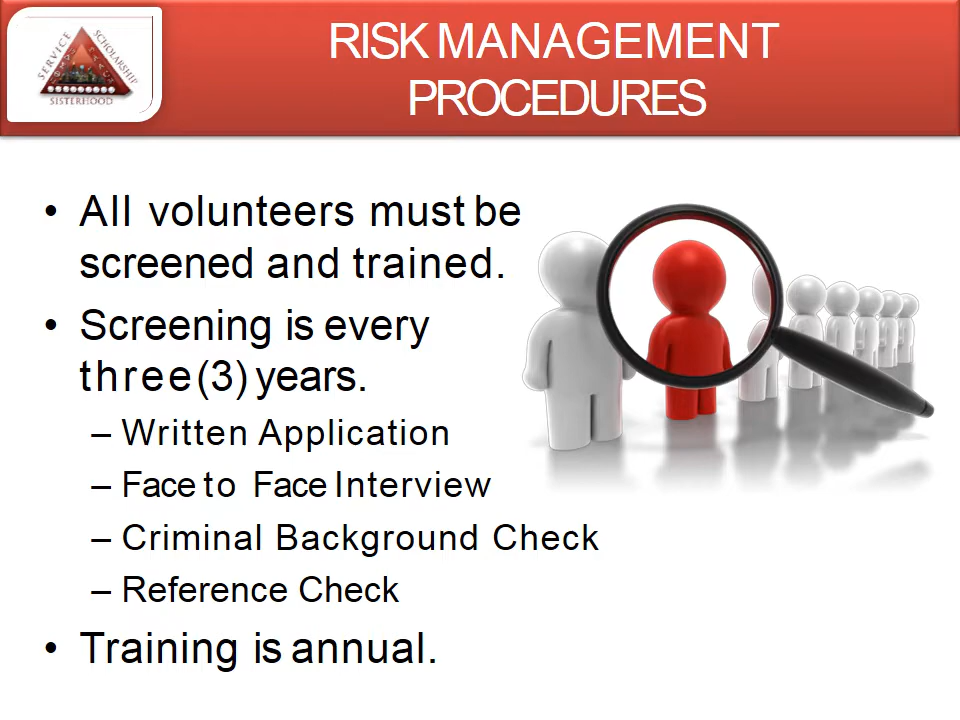 SERVICE
SCHOLARSHIP
SISTERHOOD
RISK MANAGEMENT
PROCEDURES
• All volunteers must be
screened and trained.
• Screening is every
three (3) years.
– Written Application
– Face to Face Interview
– Criminal Background Check
– Reference Check
• Training is annual.